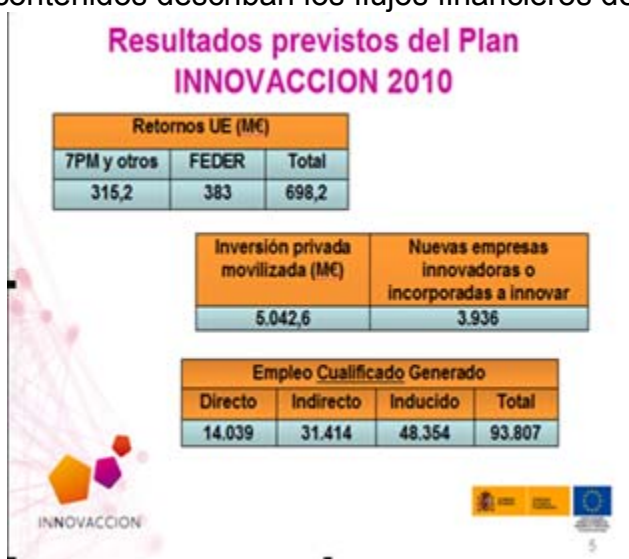 contenidos describan los flujos financieros de
Resultados previstos del Plan
INNOVACCION 2010
Retornos UE (M€)
7PM y otros FEDER Total
315,2 383 698,2
Inversión privada movilizada (M€) Nuevas empresas innovadoras o incorporadas a innovar
5.042,6 3.936
Empleo Cualificado Generado
Directo Indirecto Inducido Total
14.039 31.414 48.354 93.807
INNOVACCION
5